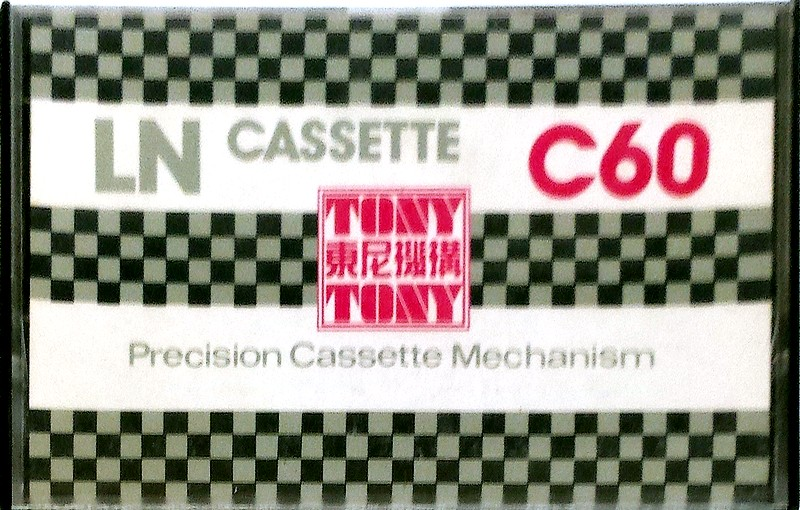 LN CASSETTE C60
TONY
東尼機構
TONY
Precision Cassette Mechanism